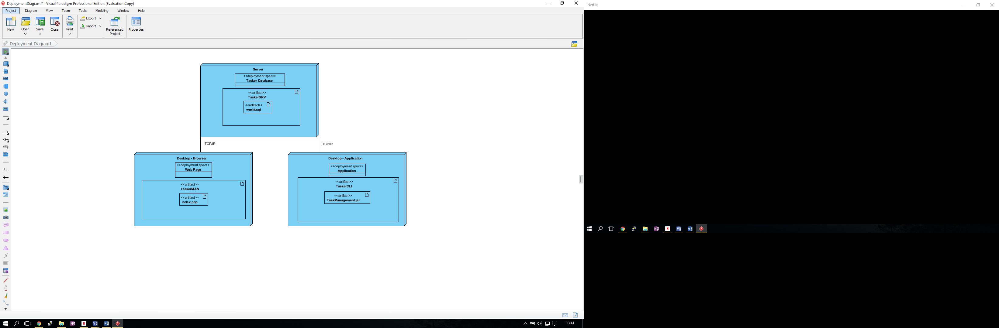 DeploymentDiagram * - Visual Paradigm Professional Edition (Evaluation Copy)
Netflix
Project Diagram View Team Tools Modeling Window Help
New Open Save Close Print Export Import Referenced Project Properties
Deployment Diagram1
Server
<<deployment spec>>
Tasker Database
<<artifact>>
TaskerSRV
<<artifact>>
world.sql
TCP/IP
TCP/IP
Desktop - Browser
<<deployment spec>>
Web Page
<<artifact>>
TaskerMAN
<<artifact>>
index.php
Desktop - Application
<<deployment spec>>
Application
<<artifact>>
TaskerCLI
<<artifact>>
TaskManagement.jar
13:41